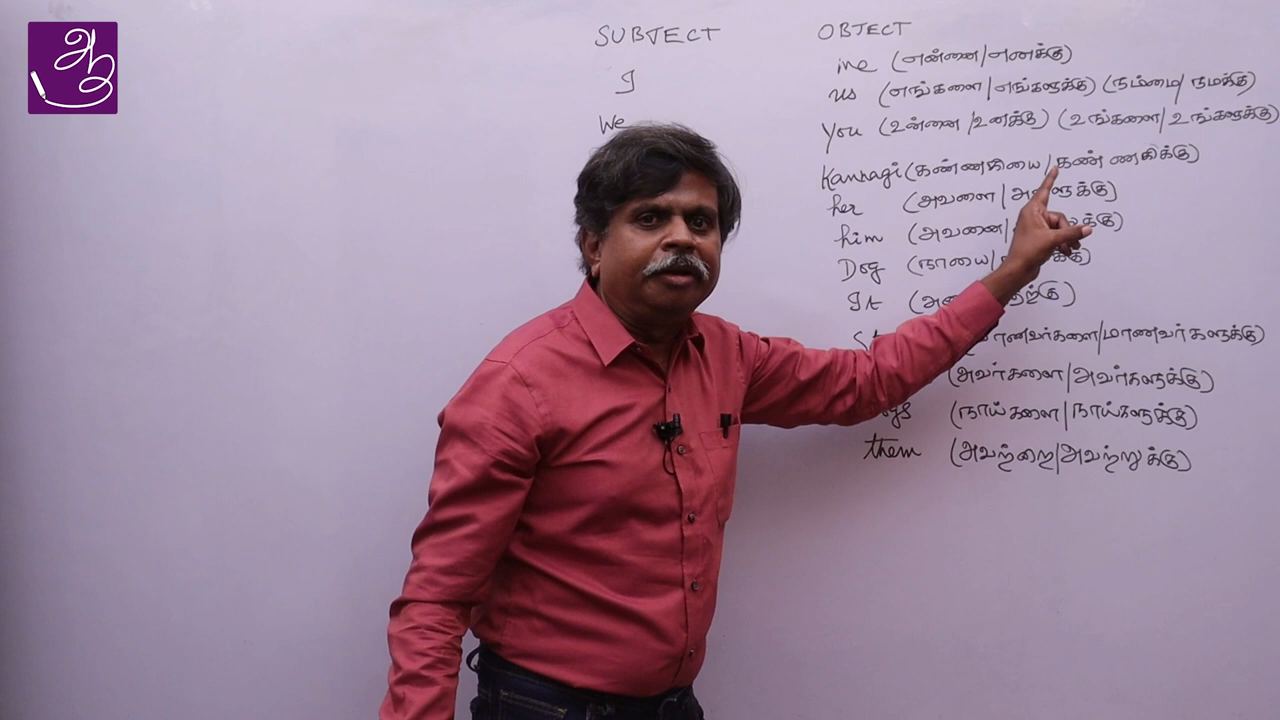 SUBJECT OBJECT
I me (என்னை/எனக்கு)
us (எங்களை/எங்களுக்கு) (நம்மை/நமக்கு)
We You (உன்னை/உனக்கு) (உங்களை/உங்களுக்கு)
Kannagi (கண்ணகியை/கண்ணகிக்கு)
her (அவளை/
him (அவனை/
Dog (நாயை/
It
மாணவர்களுக்கு)
(அவர்களை/அவர்களுக்கு)
(நாய்களை/நாய்களுக்கு)
them (அவற்றை/அவற்றுக்கு)